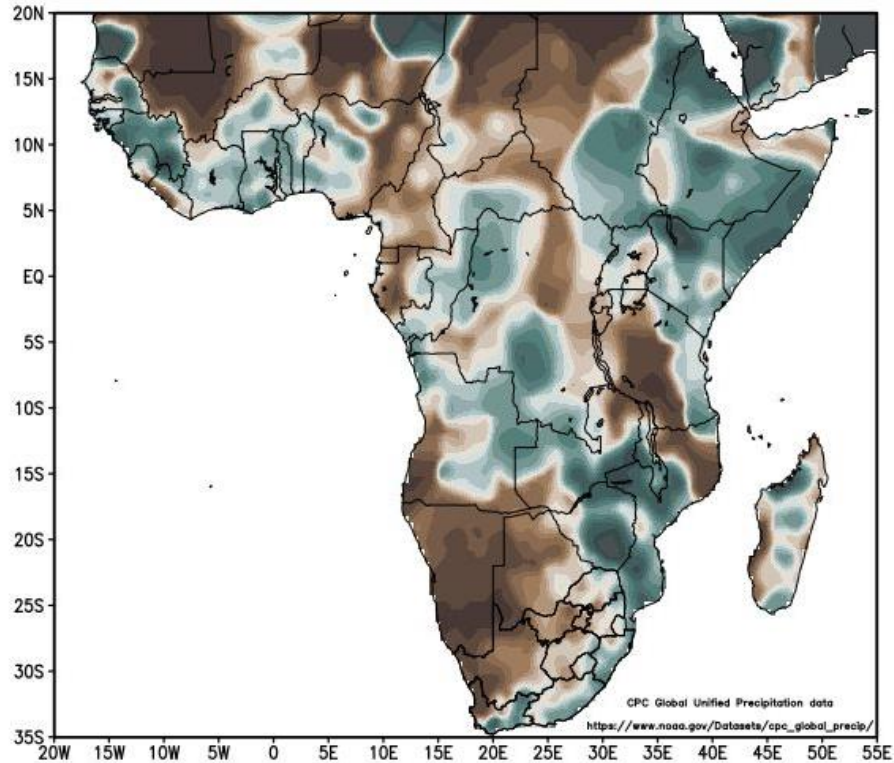 20N
15N
10N
5N
EQ
5S
10S
15S
20S
25S
30S
35S
CPC Global Unified Precipitation data
https://www.noaa.gov/Datasets/cpc_global_precip/
20W 15W 10W 5W 0 5E 10E 15E 20E 25E 30E 35E 40E 45E 50E 55E